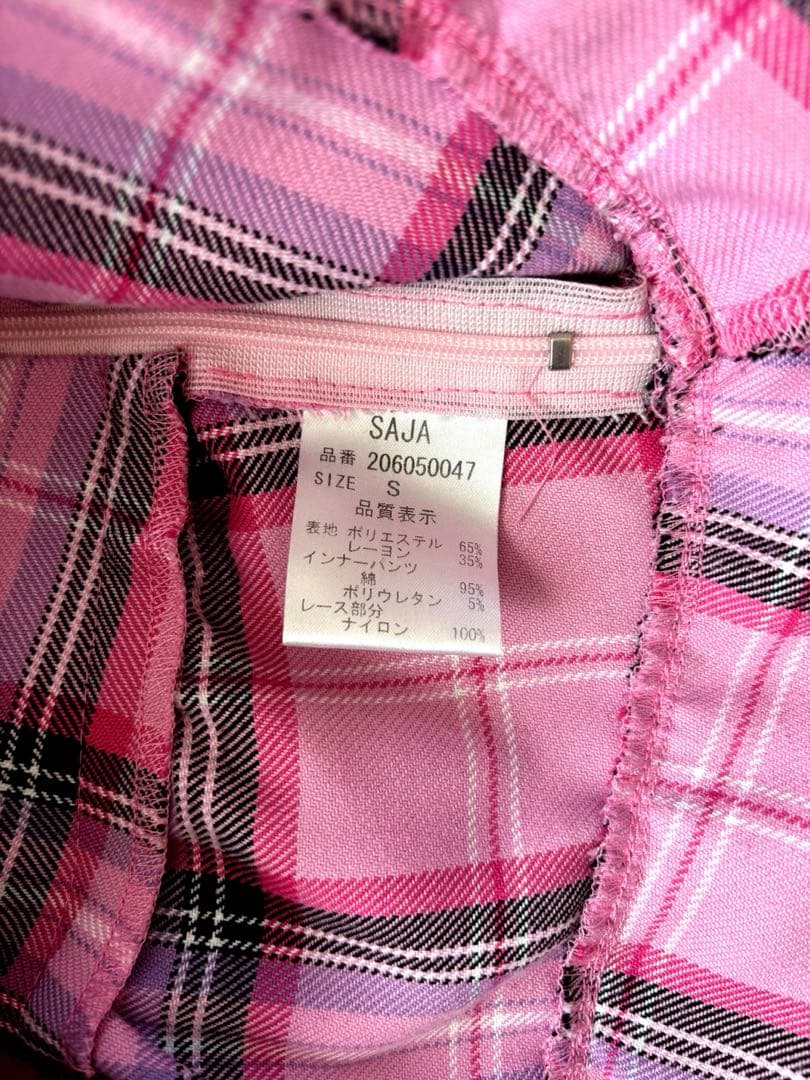 SAJA
品番 206050047
SIZE S
品質表示
表地 ポリエステル 65%
レーヨン 35%
インナーパンツ
綿 95%
ポリウレタン 5%
レース部分
ナイロン 100%